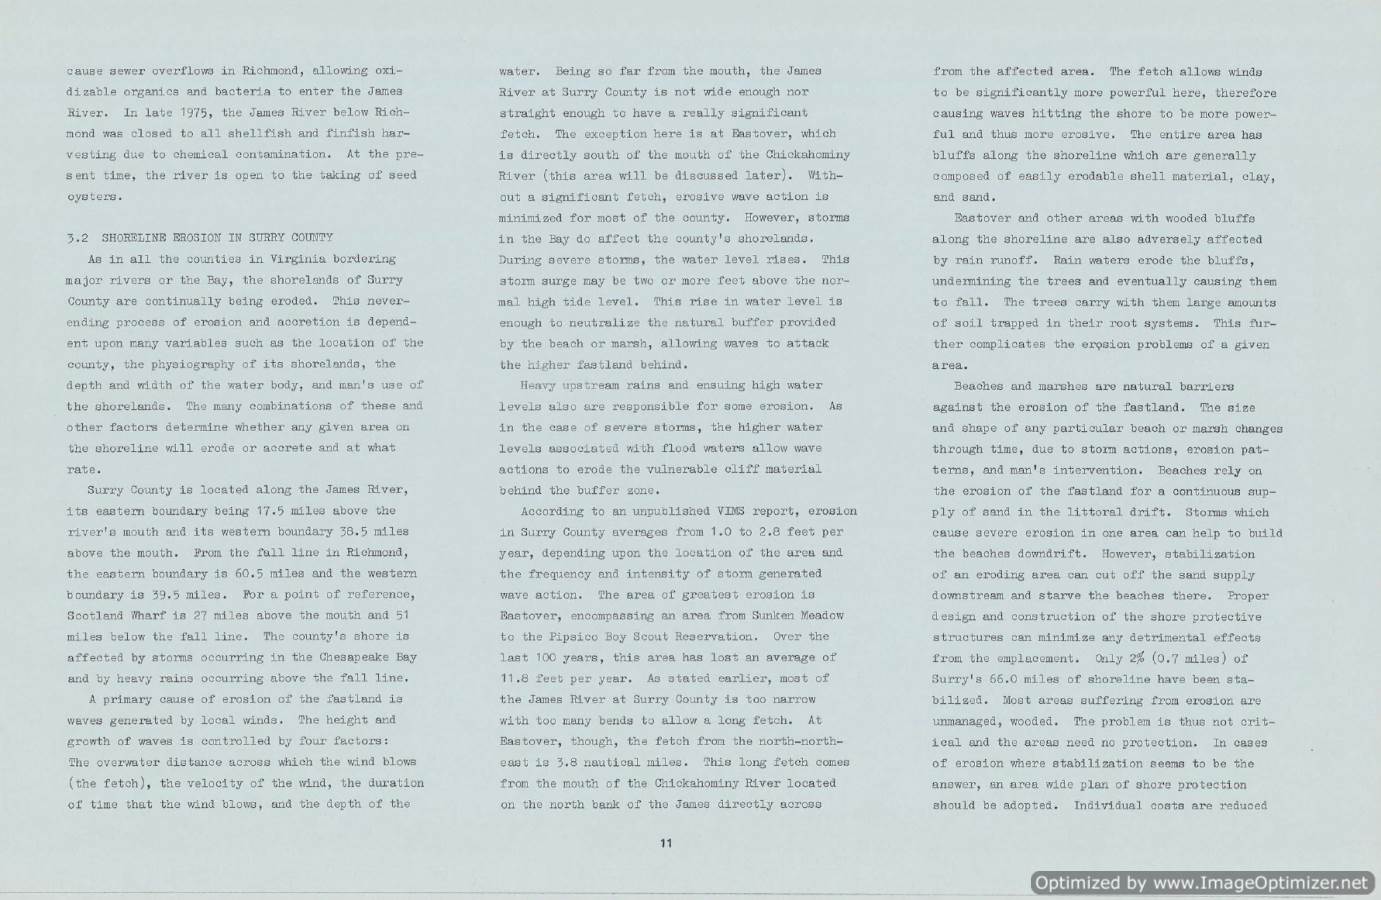 cause sewer overflows in Richmond, allowing oxi-
dizable organics and bacteria to enter the James
River. In late 1975, the James River below Rich-
mond was closed to all shellfish and finfish har-
vesting due to chemical contamination. At the pre-
sent time, the river is open to the taking of seed
oysters.
3.2 SHORELINE EROSION IN SURRY COUNTY
As in all the counties in Virginia bordering
major rivers or the Bay, the shorelands of Surry
County are continually being eroded. This never-
ending process of erosion and accretion is depend-
ent upon many variables such as the location of the
county, the physiography of its shorelands, the
depth and width of the water body, and man's use of
the shorelands. The many combinations of these and
other factors determine whether any given area on
the shoreline will erode or accrete and at what
rate.
Surry County is located along the James River,
its eastern boundary being 17.5 miles above the
river's mouth and its western boundary 38.5 miles
above the mouth. From the fall line in Richmond,
the eastern boundary is 60.5 miles and the western
boundary is 39.5 miles. For a point of reference,
Scotland Wharf is 27 miles above the mouth and 51
miles below the fall line. The county's shore is
affected by storms occurring in the Chesapeake Bay
and by heavy rains occurring above the fall line.
A primary cause of erosion of the fastland is
waves generated by local winds. The height and
growth of waves is controlled by four factors:
The overwater distance across which the wind blows
(the fetch), the velocity of the wind, the duration
of time that the wind blows, and the depth of the
water. Being so far from the mouth, the James
River at Surry County is not wide enough nor
straight enough to have a really significant
fetch. The exception here is at Eastover, which
is directly south of the mouth of the Chickahominy
River (this area will be discussed later). With-
out a significant fetch, erosive wave action is
minimized for most of the county. However, storms
in the Bay do affect the county's shorelands.
During severe storms, the water level rises. This
storm surge may be two or more feet above the nor-
mal high tide level. This rise in water level is
enough to neutralize the natural buffer provided
by the beach or marsh, allowing waves to attack
the higher fastland behind.
Heavy upstream rains and ensuing high water
levels also are responsible for some erosion. As
in the case of severe storms, the higher water
levels associated with flood waters allow wave
actions to erode the vulnerable cliff material
behind the buffer zone.
According to an unpublished VIMS report, erosion
in Surry County averages from 1.0 to 2.8 feet per
year, depending upon the location of the area and
the frequency and intensity of storm generated
wave action. The area of greatest erosion is
Eastover, encompassing an area from Sunken Meadow
to the Pipsico Boy Scout Reservation. Over the
last 100 years, this area has lost an average of
11.8 feet per year. As stated earlier, most of
the James River at Surry County is too narrow
with too many bends to allow a long fetch. At
Eastover, though, the fetch from the north-north-
east is 3.8 nautical miles. This long fetch comes
from the mouth of the Chickahominy River located
on the north bank of the James directly across
from the affected area. The fetch allows winds
to be significantly more powerful here, therefore
causing waves hitting the shore to be more power-
ful and thus more erosive. The entire area has
bluffs along the shoreline which are generally
composed of easily erodable shell material, clay,
and sand.
Eastover and other areas with wooded bluffs
along the shoreline are also adversely affected
by rain runoff. Rain waters erode the bluffs,
undermining the trees and eventually causing them
to fall. The trees carry with them large amounts
of soil trapped in their root systems. This fur-
ther complicates the erosion problems of a given
area.
Beaches and marshes are natural barriers
against the erosion of the fastland. The size
and shape of any particular beach or marsh changes
through time, due to storm actions, erosion pat-
terns, and man's intervention. Beaches rely on
the erosion of the fastland for a continuous sup-
ply of sand in the littoral drift. Storms which
cause severe erosion in one area can help to build
the beaches downdrift. However, stabilization
of an eroding area can cut off the sand supply
downstream and starve the beaches there. Proper
design and construction of the shore protective
structures can minimize any detrimental effects
from the emplacement. Only 2% (0.7 miles) of
Surry's 66.0 miles of shoreline have been sta-
bilized. Most areas suffering from erosion are
unmanaged, wooded. The problem is thus not crit-
ical and the areas need no protection. In cases
of erosion where stabilization seems to be the
answer, an area wide plan of shore protection
should be adopted. Individual costs are reduced
11
Optimized by www.ImageOptimizer.net